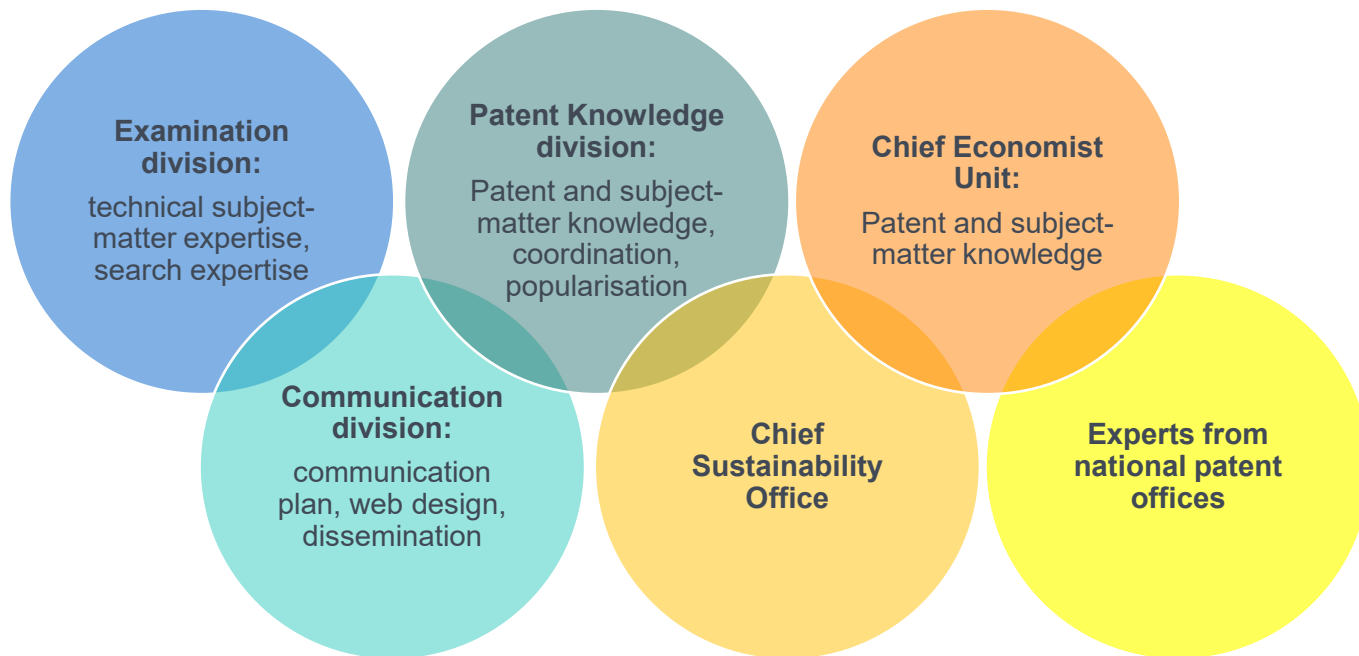 Examination
division:
technical subject-
matter expertise,
search expertise
Patent Knowledge
division:
Patent and subject-
matter knowledge,
coordination,
popularisation
Chief Economist
Unit:
Patent and subject-
matter knowledge
Communication
division:
communication
plan, web design,
dissemination
Chief
Sustainability
Office
Experts from
national patent
offices